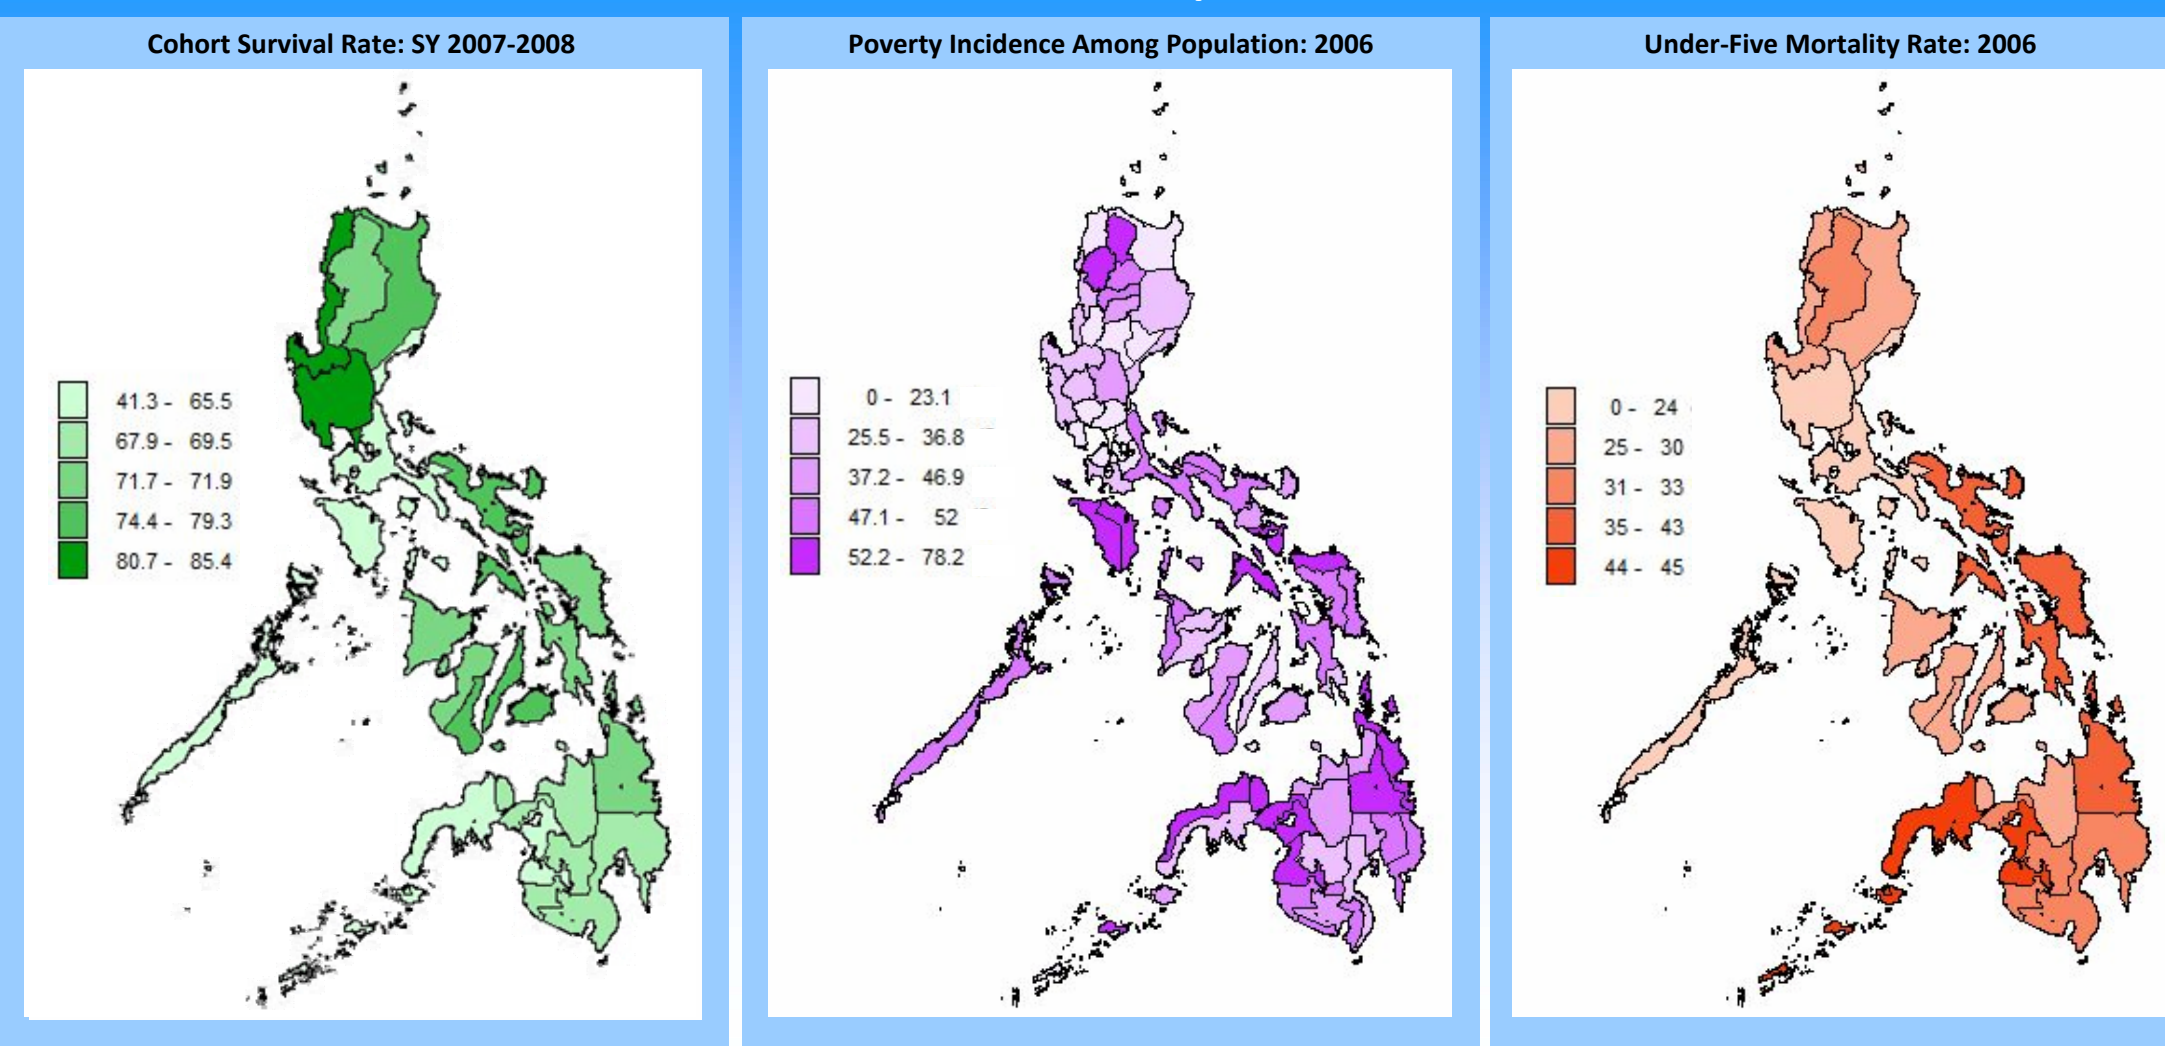 Cohort Survival Rate: SY 2007-2008
41.3 - 65.5
67.9 - 69.5
71.7 - 71.9
74.4 - 79.3
80.7 - 85.4
Poverty Incidence Among Population: 2006
0 - 23.1
25.5 - 36.8
37.2 - 46.9
47.1 - 52
52.2 - 78.2
Under-Five Mortality Rate: 2006
0 - 24
25 - 30
31 - 33
35 - 43
44 - 45